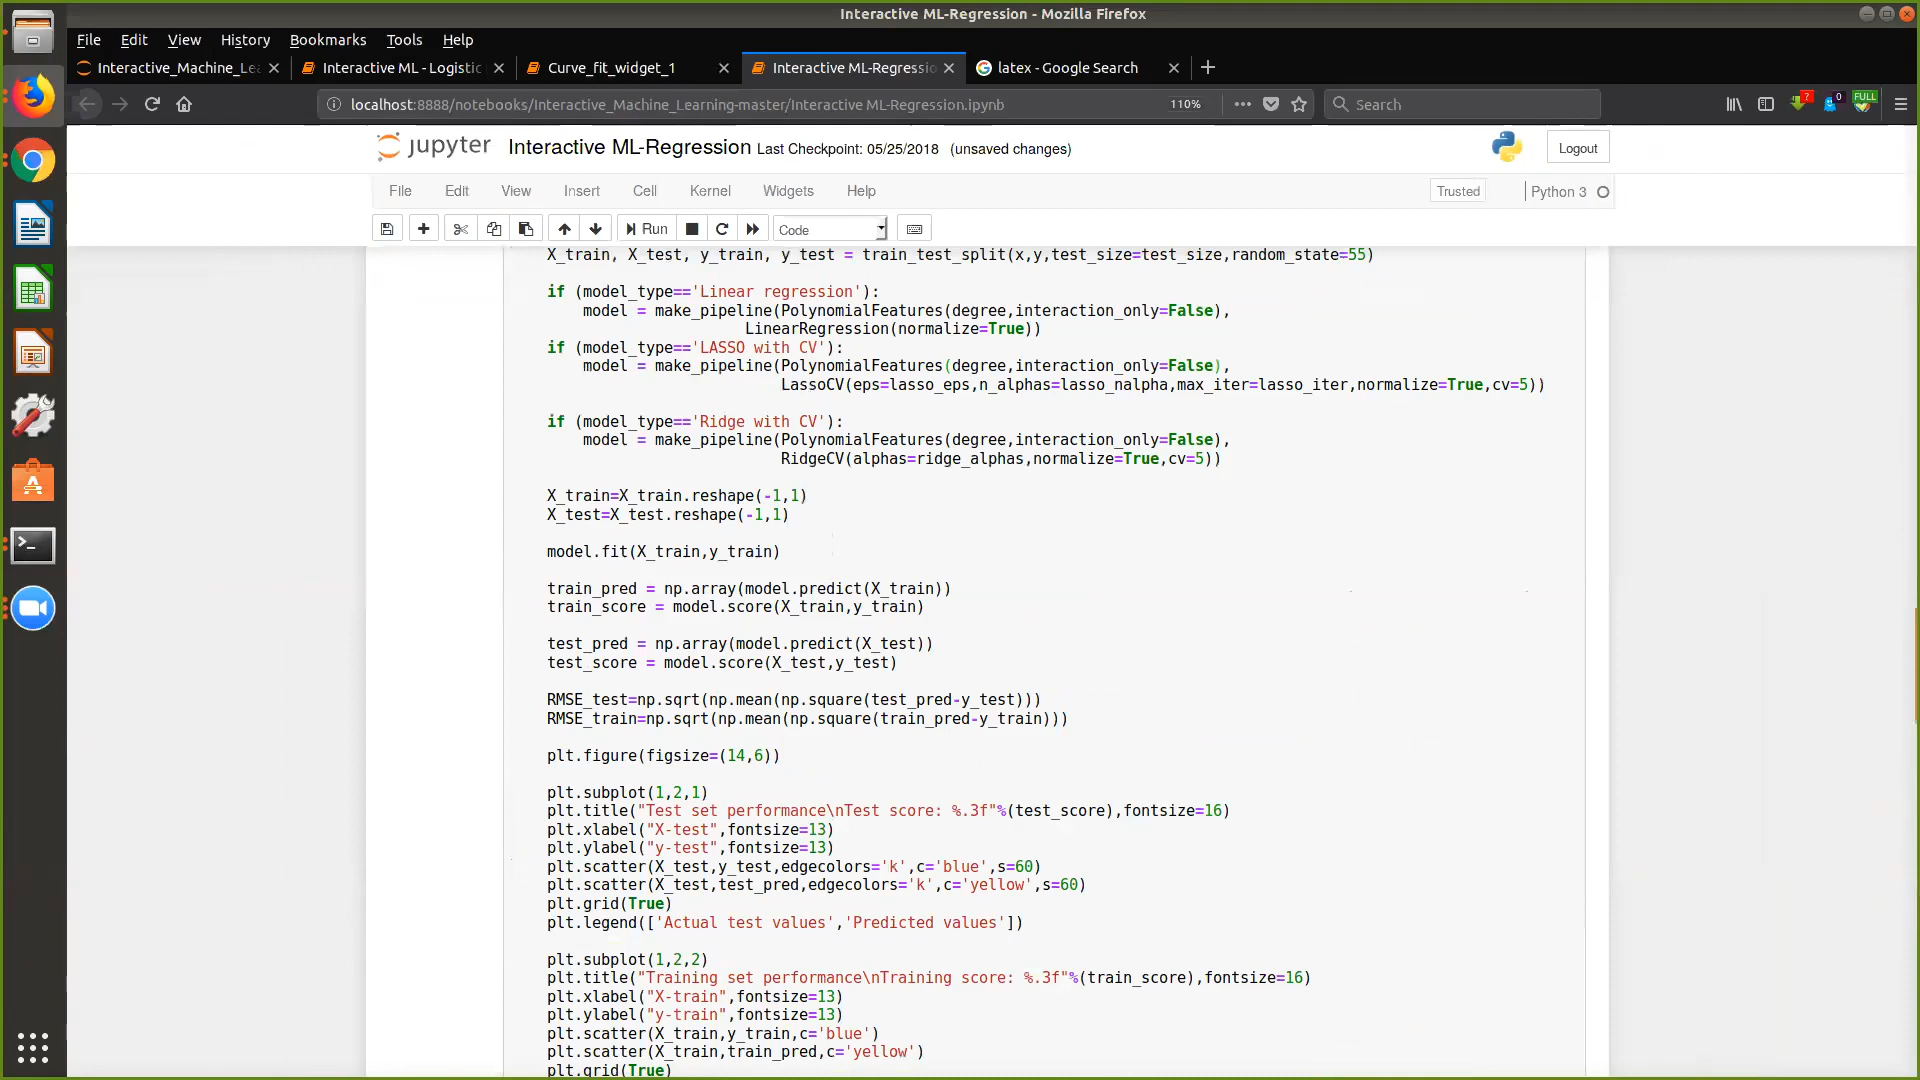 Interactive ML-Regression - Mozilla Firefox
File Edit View History Bookmarks Tools Help
Interactive_Machine_Le Interactive ML - Logistic Curve_fit_widget_1 Interactive ML-Regressio latex - Google Search
localhost:8888/notebooks/Interactive_Machine_Learning-master/Interactive ML-Regression.ipynb 110% Search ? 0 FULL
jupyter Interactive ML-Regression Last Checkpoint: 05/25/2018 (unsaved changes) Logout
File Edit View Insert Cell Kernel Widgets Help Trusted Python 3
Run Code
X_train, X_test, y_train, y_test = train_test_split(x,y,test_size=test_size,random_state=55)
if (model_type=='Linear regression'):
model = make_pipeline(PolynomialFeatures(degree,interaction_only=False),
LinearRegression(normalize=True))
if (model_type=='LASSO with CV'):
model = make_pipeline(PolynomialFeatures(degree,interaction_only=False),
LassoCV(eps=lasso_eps,n_alphas=lasso_nalpha,max_iter=lasso_iter,normalize=True,cv=5))
if (model_type=='Ridge with CV'):
model = make_pipeline(PolynomialFeatures(degree,interaction_only=False),
RidgeCV(alphas=ridge_alphas,normalize=True,cv=5))
X_train=X_train.reshape(-1,1)
X_test=X_test.reshape(-1,1)
model.fit(X_train,y_train)
train_pred = np.array(model.predict(X_train))
train_score = model.score(X_train,y_train)
test_pred = np.array(model.predict(X_test))
test_score = model.score(X_test,y_test)
RMSE_test=np.sqrt(np.mean(np.square(test_pred-y_test)))
RMSE_train=np.sqrt(np.mean(np.square(train_pred-y_train)))
plt.figure(figsize=(14,6))
plt.subplot(1,2,1)
plt.title("Test set performance\nTest score: %.3f"%(test_score),fontsize=16)
plt.xlabel("X-test",fontsize=13)
plt.ylabel("y-test",fontsize=13)
plt.scatter(X_test,y_test,edgecolors='k',c='blue',s=60)
plt.scatter(X_test,test_pred,edgecolors='k',c='yellow',s=60)
plt.grid(True)
plt.legend(['Actual test values','Predicted values'])
plt.subplot(1,2,2)
plt.title("Training set performance\nTraining score: %.3f"%(train_score),fontsize=16)
plt.xlabel("X-train",fontsize=13)
plt.ylabel("y-train",fontsize=13)
plt.scatter(X_train,y_train,c='blue')
plt.scatter(X_train,train_pred,c='yellow')
plt.grid(True)